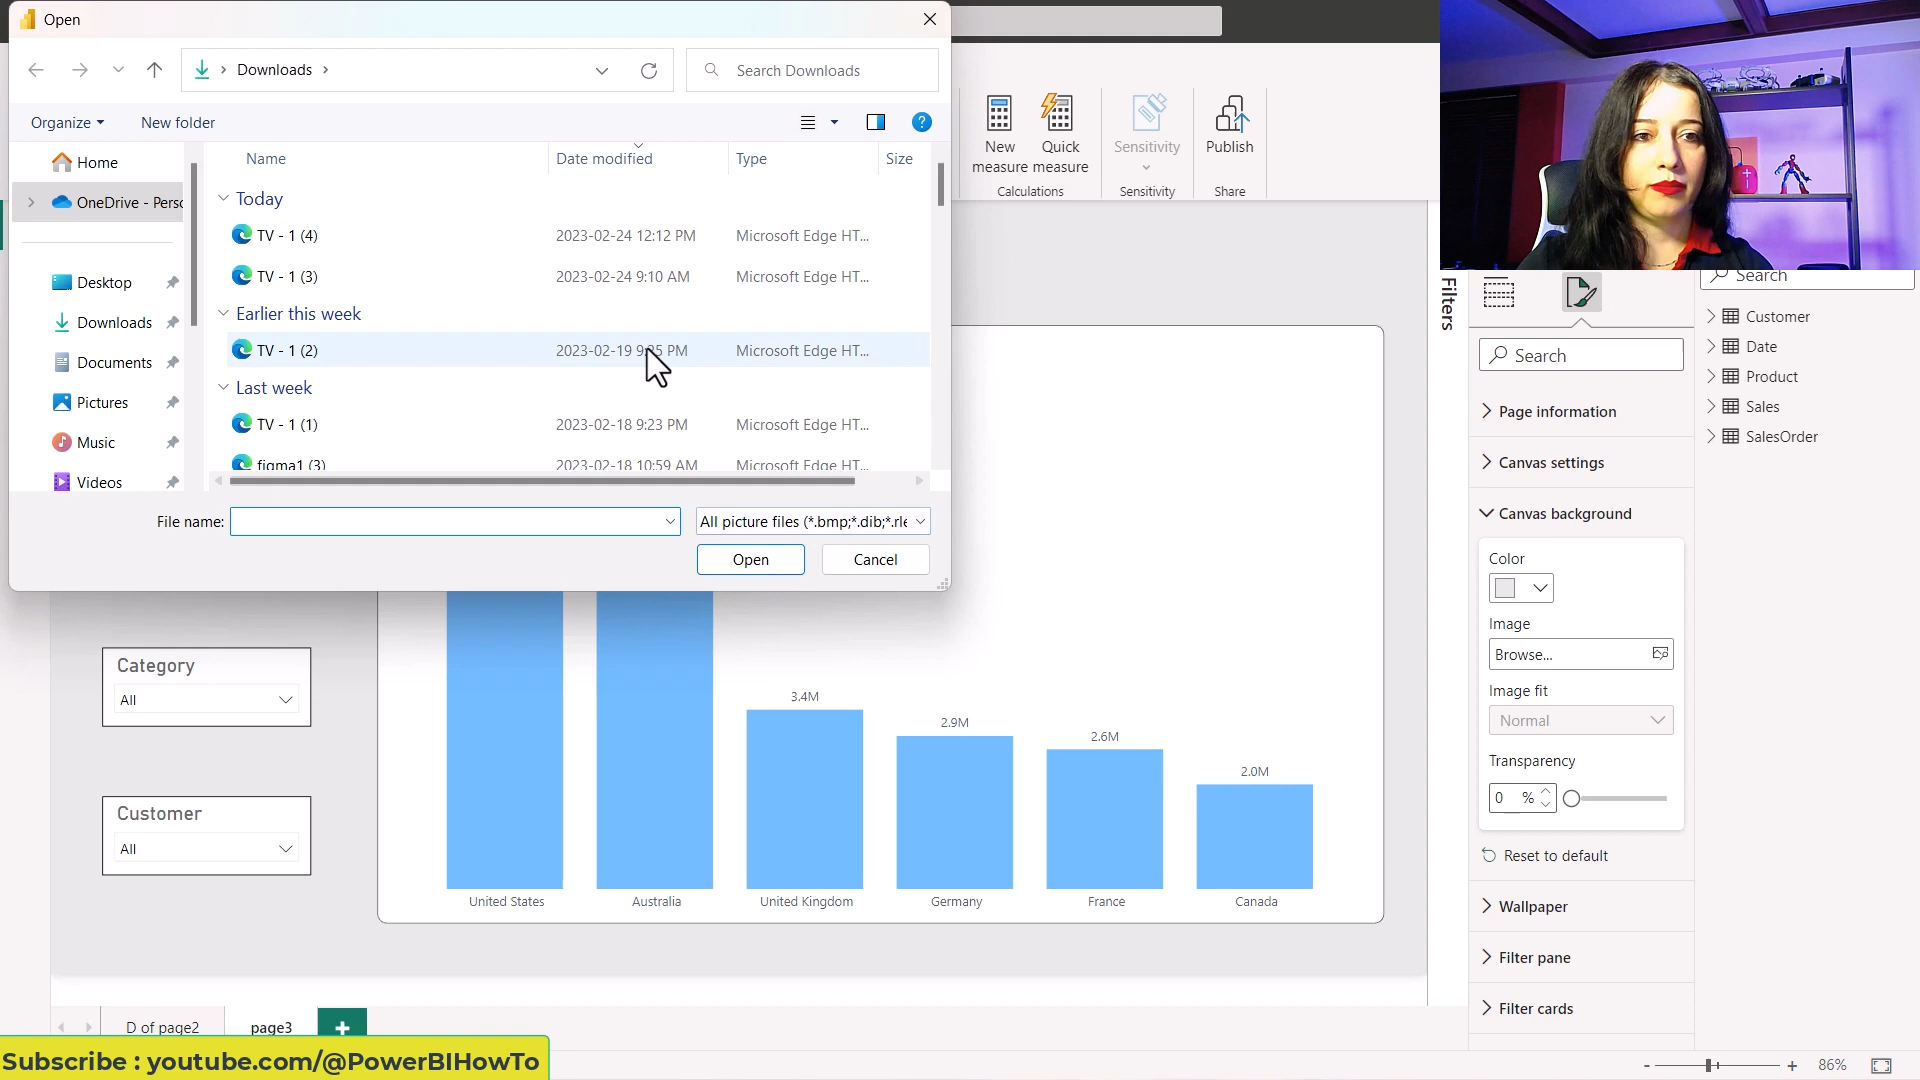 Open
Downloads
Search Downloads
Organize
New folder
Home
OneDrive - Perso
Desktop
Downloads
Documents
Pictures
Music
Videos
Name
Date modified
Type
Size
Today
TV - 1 (4)
2023-02-24 12:12 PM
Microsoft Edge HT...
TV - 1 (3)
2023-02-24 9:10 AM
Microsoft Edge HT...
Earlier this week
TV - 1 (2)
2023-02-19 PM
Microsoft Edge HT...
Last week
TV - 1 (1)
2023-02-18 9:23 PM
Microsoft Edge HT...
figma1 (3)
2023-02-18 10:59 AM
Microsoft Edge HT...
File name:
All picture files (*.bmp;*.dib;*.rle
Open
Cancel
New measure
Quick measure
Calculations
Sensitivity
Sensitivity
Publish
Share
Category
All
Customer
All
3.4M
2.9M
2.6M
2.0M
United States
Australia
United Kingdom
Germany
France
Canada
Filters
Search
Page information
Canvas settings
Canvas background
Color
Image
Browse...
Image fit
Normal
Transparency
0 %
Reset to default
Wallpaper
Filter pane
Filter cards
Search
Customer
Date
Product
Sales
SalesOrder
D of page2
page3
+
Subscribe : youtube.com/@PowerBIHowTo
- + 86%